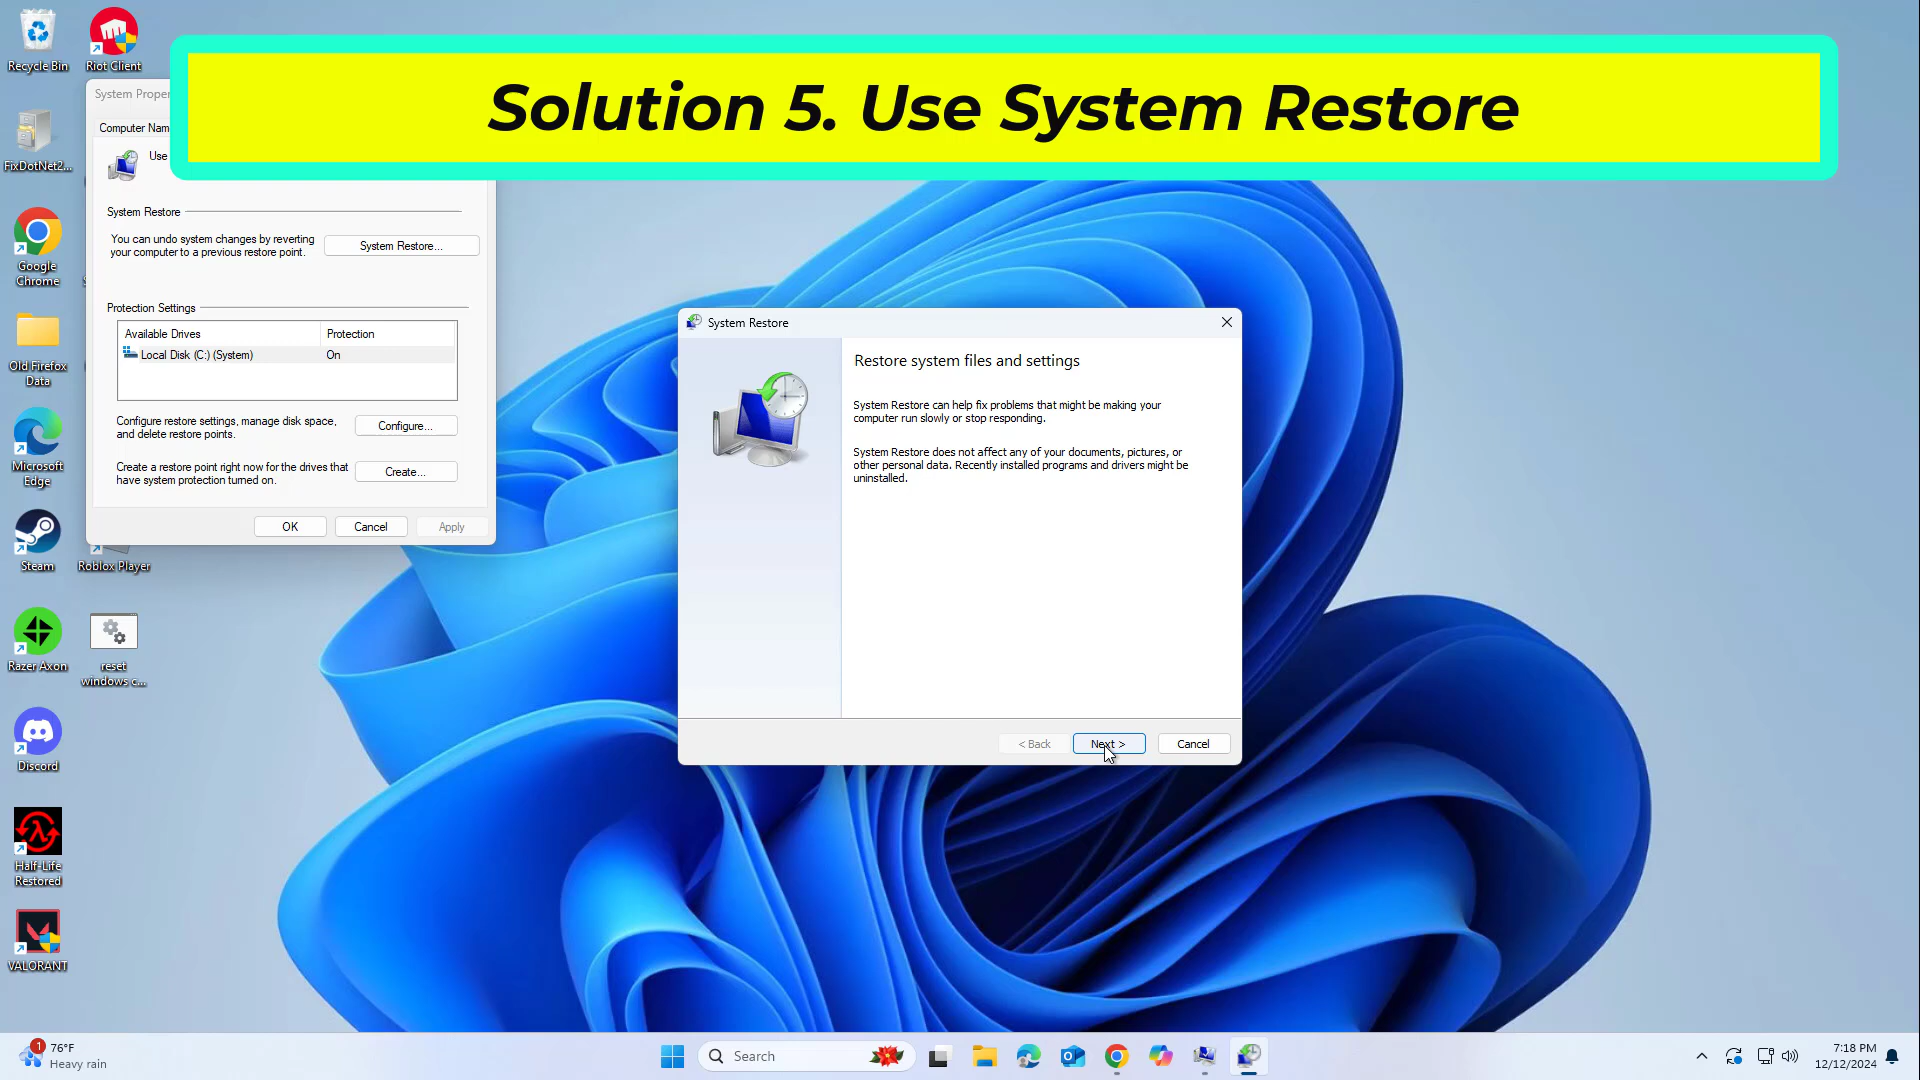 Recycle Bin
Riot Client
Solution 5. Use System Restore
System Proper
Computer Nam
Use
System Restore
You can undo system changes by reverting
your computer to a previous restore point.
System Restore...
Protection Settings
Available Drives
Protection
Local Disk (C:) (System)
On
Configure restore settings, manage disk space,
and delete restore points.
Configure...
Create a restore point right now for the drives that
have system protection turned on.
Create...
OK
Cancel
Apply
FixDotNet2...
Google
Chrome
Old Firefox
Data
Microsoft
Edge
Steam
Roblox Player
Razer Axon
reset
windows c...
Discord
Half-Life
Restored
VALORANT
System Restore
Restore system files and settings
System Restore can help fix problems that might be making your
computer run slowly or stop responding.
System Restore does not affect any of your documents, pictures, or
other personal data. Recently installed programs and drivers might be
uninstalled.
< Back
Next >
Cancel
1
76°F
Heavy rain
Search
7:18 PM
12/12/2024